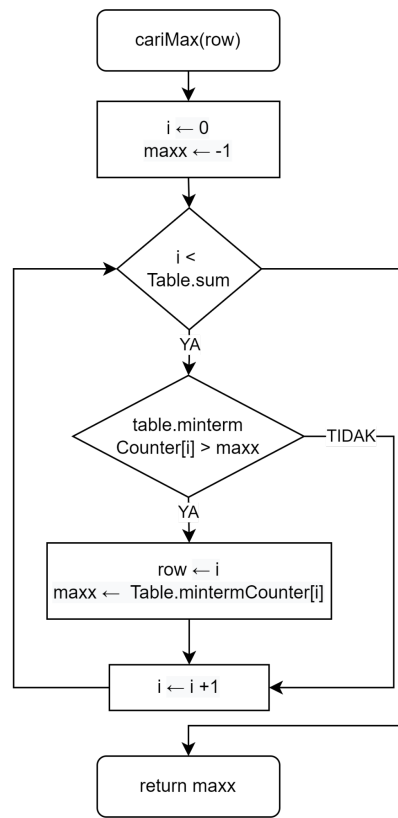 cariMax(row)
i ← 0
maxx ← -1
i <
Table.sum
YA
table.minterm
Counter[i] > maxx
TIDAK
YA
row ← i
maxx ← Table.mintermCounter[i]
i ← i +1
return maxx